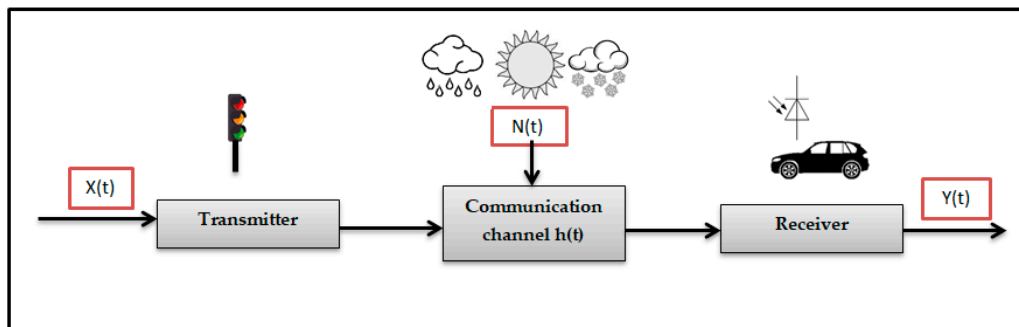 N(t)
X(t)
Transmitter
Communication
channel h(t)
Receiver
Y(t)